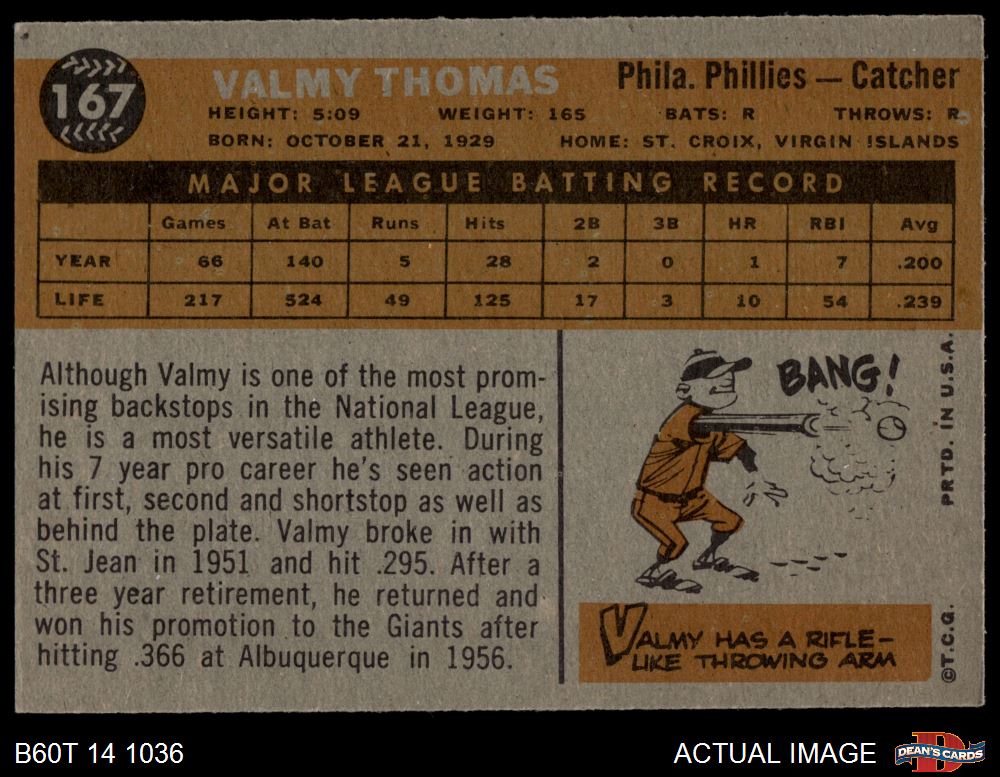 167
VALMY THOMAS
Phila. Phillies — Catcher
HEIGHT: 5:09 WEIGHT: 165 BATS: R THROWS: R
BORN: OCTOBER 21, 1929 HOME: ST. CROIX, VIRGIN ISLANDS
MAJOR LEAGUE BATTING RECORD
Games At Bat Runs Hits 2B 3B HR RBI Avg
YEAR 66 140 5 28 2 0 1 7 .200
LIFE 217 524 49 125 17 3 10 54 .239
Although Valmy is one of the most prom-
ising backstops in the National League,
he is a most versatile athlete. During
his 7 year pro career he's seen action
at first, second and shortstop as well as
behind the plate. Valmy broke in with
St. Jean in 1951 and hit .295. After a
three year retirement, he returned and
won his promotion to the Giants after
hitting .366 at Albuquerque in 1956.
BANG!
VALMY HAS A RIFLE-
LIKE THROWING ARM
©T.C.G. PRTD. IN U.S.A.
B60T 14 1036
ACTUAL IMAGE
D
DEAN'S CARDS